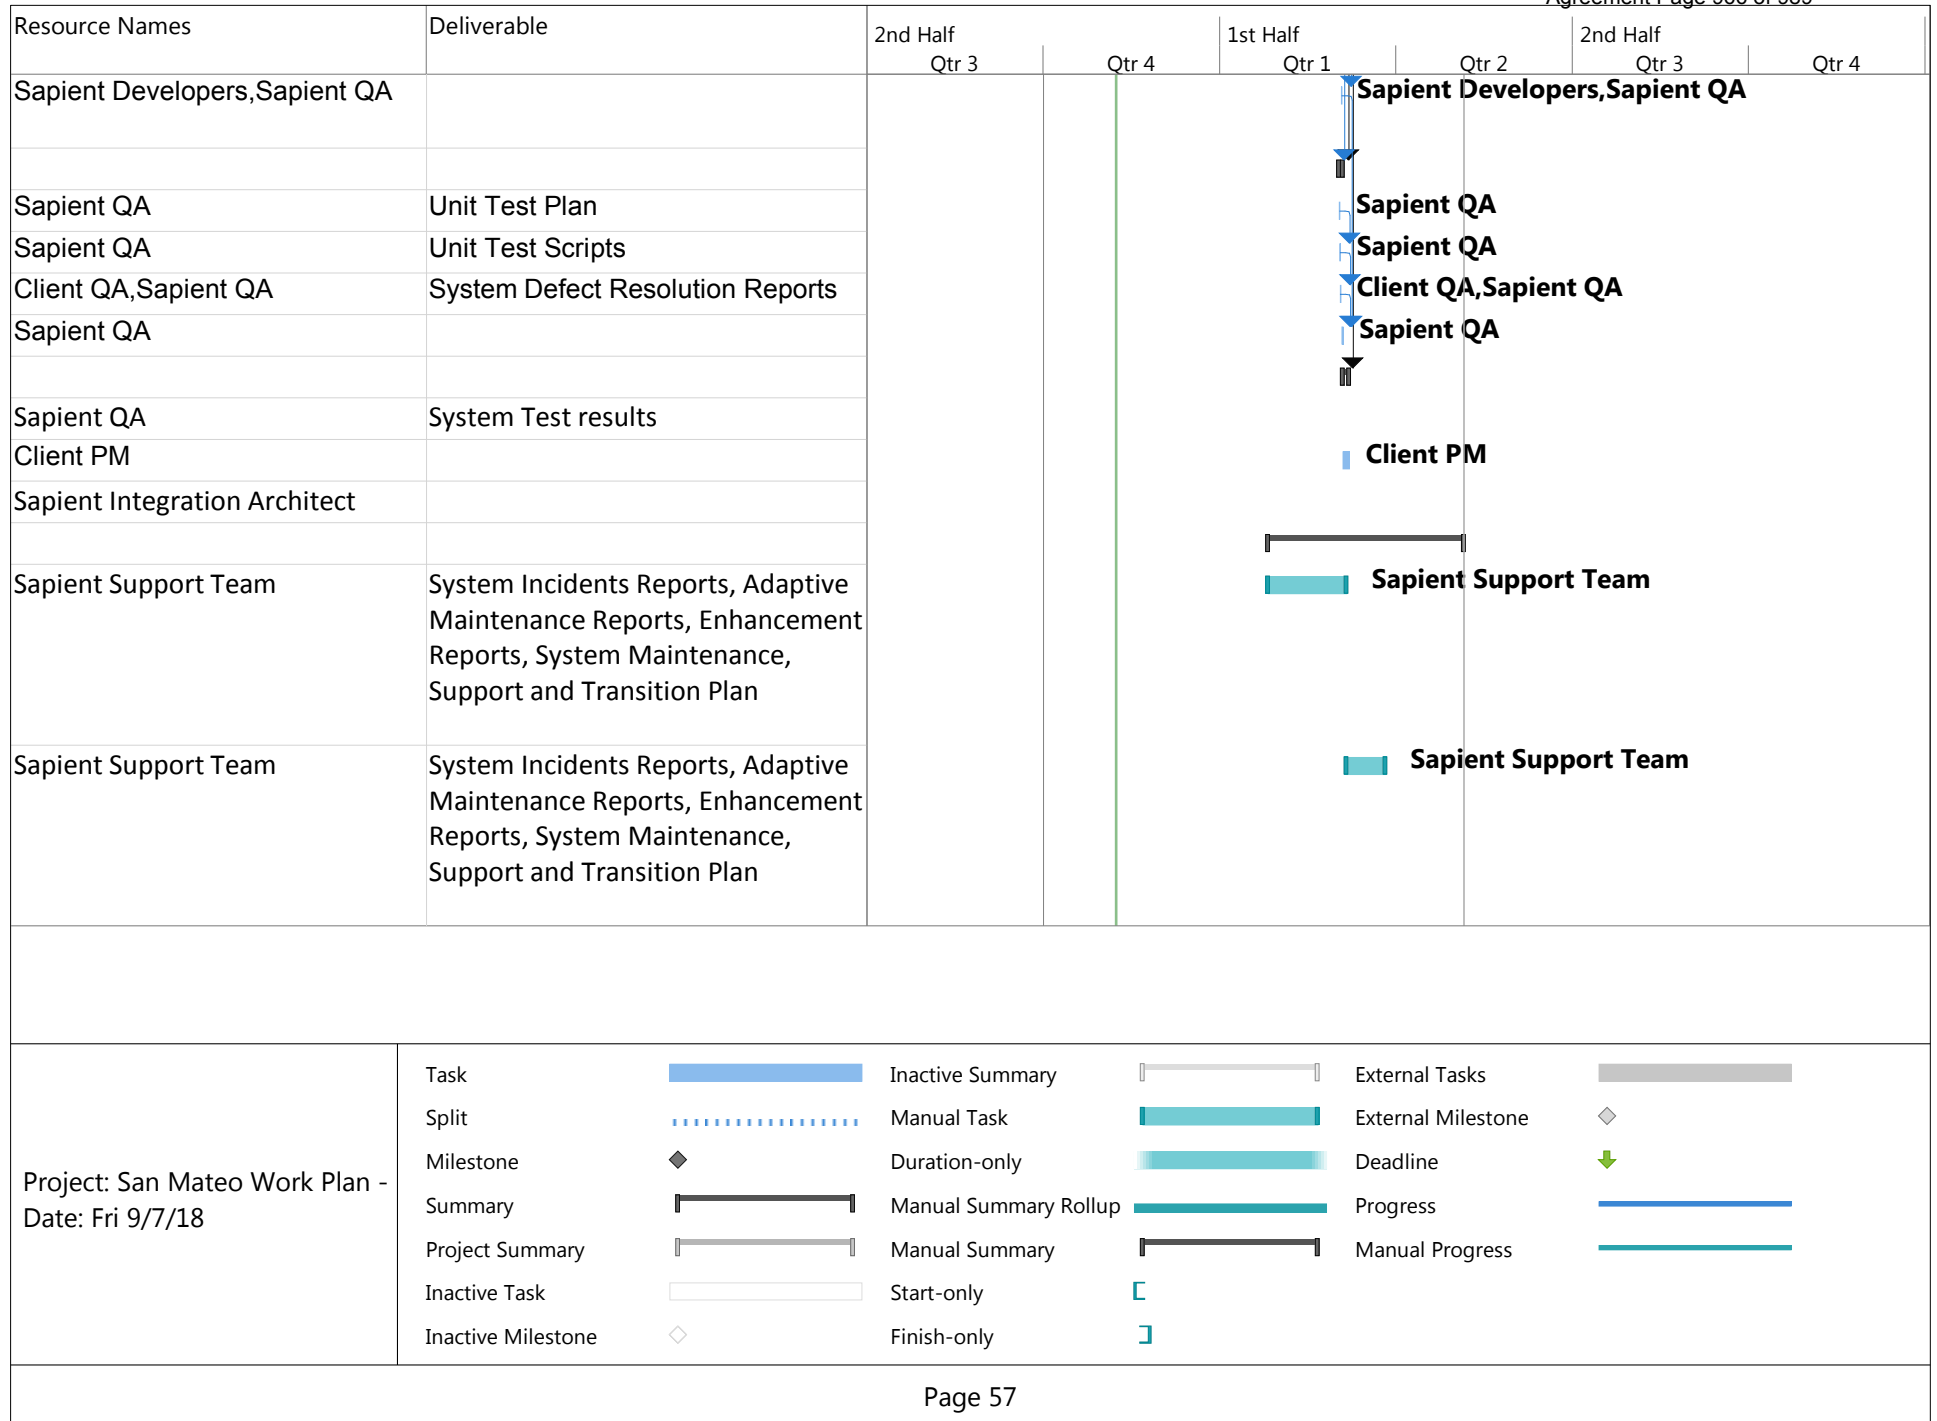 Resource Names
Deliverable
2nd Half
1st Half
2nd Half
Qtr 3
Qtr 4
Qtr 1
Qtr 2
Qtr 3
Qtr 4
Sapient Developers,Sapient QA
Sapient Developers,Sapient QA
Sapient QA
Unit Test Plan
Sapient QA
Sapient QA
Unit Test Scripts
Sapient QA
Client QA,Sapient QA
System Defect Resolution Reports
Client QA,Sapient QA
Sapient QA
Sapient QA
Sapient QA
System Test results
Client PM
Client PM
Sapient Integration Architect
Sapient Support Team
System Incidents Reports, Adaptive
Maintenance Reports, Enhancement
Reports, System Maintenance,
Support and Transition Plan
Sapient Support Team
Sapient Support Team
System Incidents Reports, Adaptive
Maintenance Reports, Enhancement
Reports, System Maintenance,
Support and Transition Plan
Sapient Support Team
Project: San Mateo Work Plan -
Date: Fri 9/7/18
Task
Split
Milestone
Summary
Project Summary
Inactive Task
Inactive Milestone
Inactive Summary
Manual Task
Duration-only
Manual Summary Rollup
Manual Summary
Start-only
Finish-only
External Tasks
External Milestone
Deadline
Progress
Manual Progress
Page 57